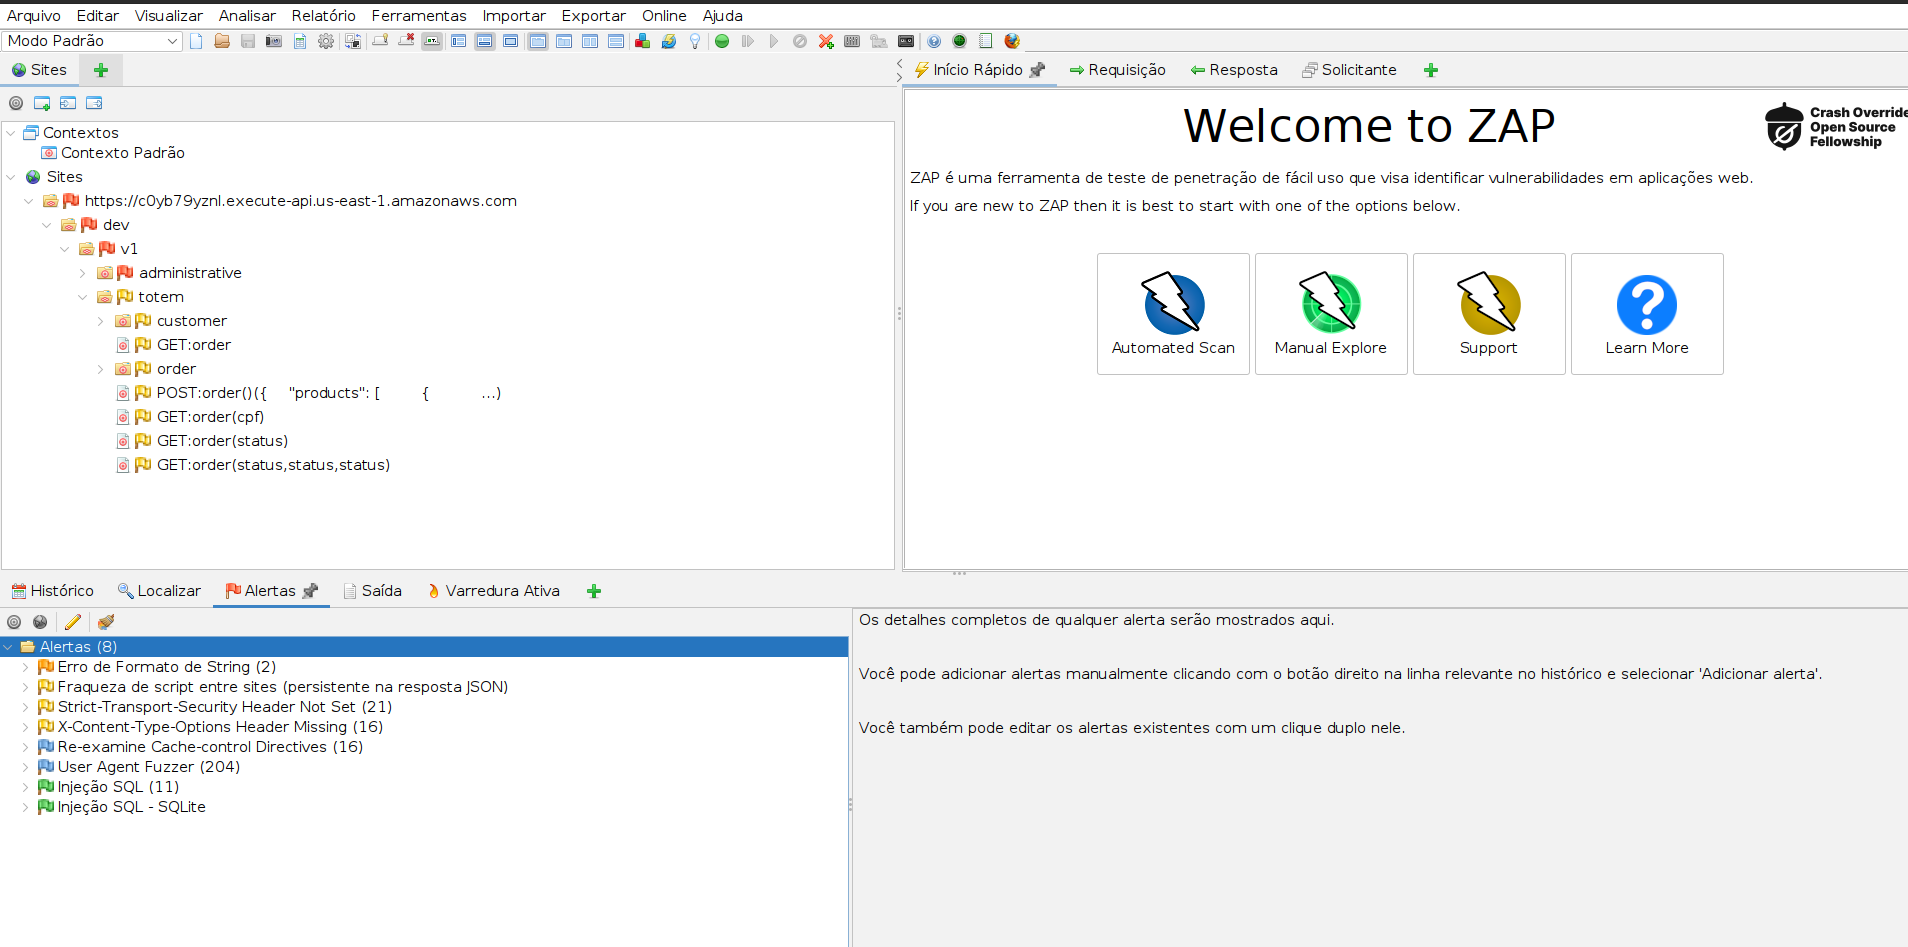 Arquivo Editar Visualizar Analisar Relatório Ferramentas Importar Exportar Online Ajuda
Modo Padrão
Sites
Início Rápido Requisição Resposta Solicitante
Contextos
Contexto Padrão
Sites
https://c0yb79yznl.execute-api.us-east-1.amazonaws.com
dev
v1
administrative
totem
customer
GET:order
order
POST:order()({ "products": [ { ...)
GET:order(cpf)
GET:order(status)
GET:order(status,status,status)
Welcome to ZAP
Crash Override
Open Source
Fellowship
ZAP é uma ferramenta de teste de penetração de fácil uso que visa identificar vulnerabilidades em aplicações web.
If you are new to ZAP then it is best to start with one of the options below.
Automated Scan Manual Explore Support Learn More
Histórico Localizar Alertas Saída Varredura Ativa
Alertas (8)
Erro de Formato de String (2)
Fraqueza de script entre sites (persistente na resposta JSON)
Strict-Transport-Security Header Not Set (21)
X-Content-Type-Options Header Missing (16)
Re-examine Cache-control Directives (16)
User Agent Fuzzer (204)
Injeção SQL (11)
Injeção SQL - SQLite
Os detalhes completos de qualquer alerta serão mostrados aqui.
Você pode adicionar alertas manualmente clicando com o botão direito na linha relevante no histórico e selecionar 'Adicionar alerta'.
Você também pode editar os alertas existentes com um clique duplo nele.